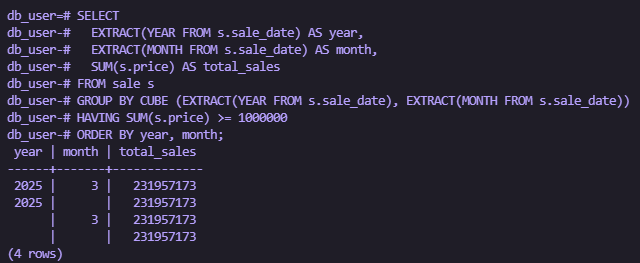 db_user=# SELECT
db_user-#   EXTRACT(YEAR FROM s.sale_date) AS year,
db_user-#   EXTRACT(MONTH FROM s.sale_date) AS month,
db_user-#   SUM(s.price) AS total_sales
db_user-# FROM sale s
db_user-# GROUP BY CUBE (EXTRACT(YEAR FROM s.sale_date), EXTRACT(MONTH FROM s.sale_date))
db_user-# HAVING SUM(s.price) >= 1000000
db_user-# ORDER BY year, month;
 year | month | total_sales
------+-------+-------------
 2025 |     3 |   231957173
 2025 |       |   231957173
      |     3 |   231957173
      |       |   231957173
(4 rows)